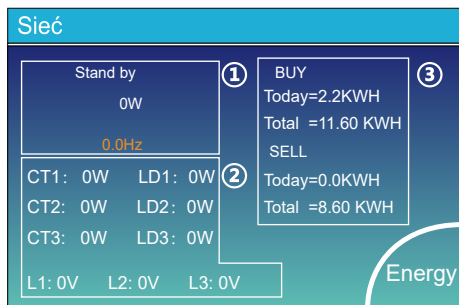 Sieć
Stand by
0W
0.0Hz
①
CT1: 0W LD1: 0W
CT2: 0W LD2: 0W
CT3: 0W LD3: 0W
L1: 0V L2: 0V L3: 0V
②
BUY
Today=2.2KWH
Total =11.60 KWH
SELL
Today=0.0KWH
Total =8.60 KWH
③
Energy